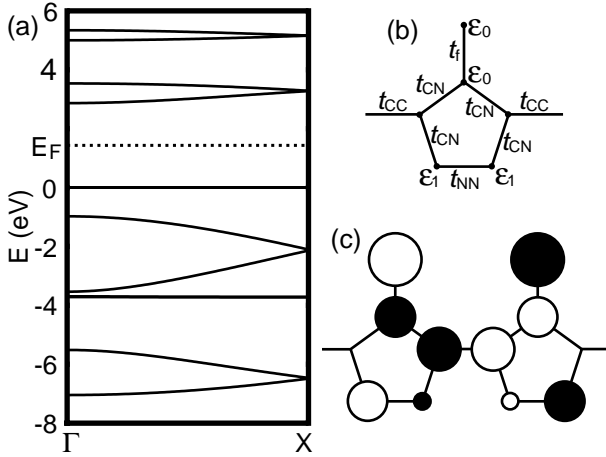 (a)
6
4
E_F
0
-2
-4
-6
-8
E (eV)
Γ
X
(b)
ε₀
t_f
ε₀
t_CN
t_CN
t_CC
t_CC
t_CN
t_CN
ε₁
t_NN
ε₁
(c)